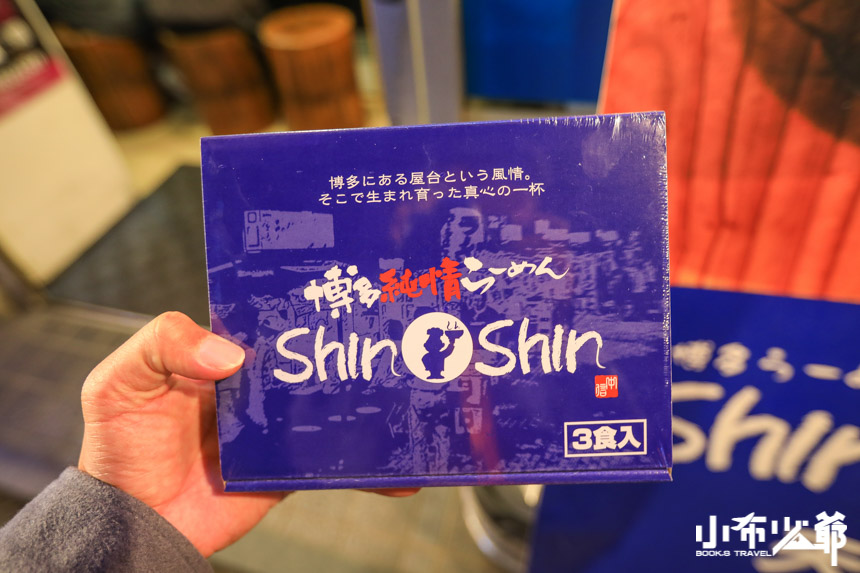 博多にある屋台という風情。
そこで生まれ育った真心の一杯
博多純情らーめん
Shin Shin
3食入
博多らーめ
Shin
小布少爺
BOOK.S TRAVEL